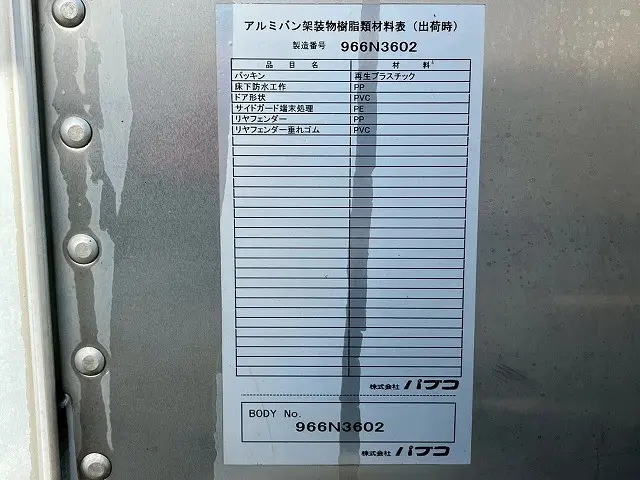 アルミバン架装物樹脂類材料表（出荷時）
製造番号 966N3602
品目名 材料
パッキン 再生プラスチック
床下防水工作 PP
ドア形状 PVC
サイドガード端末処理 PE
リヤフェンダー PP
リヤフェンダー垂れゴム PVC
株式会社 パブコ
BODY No.
966N3602
株式会社 パブコ